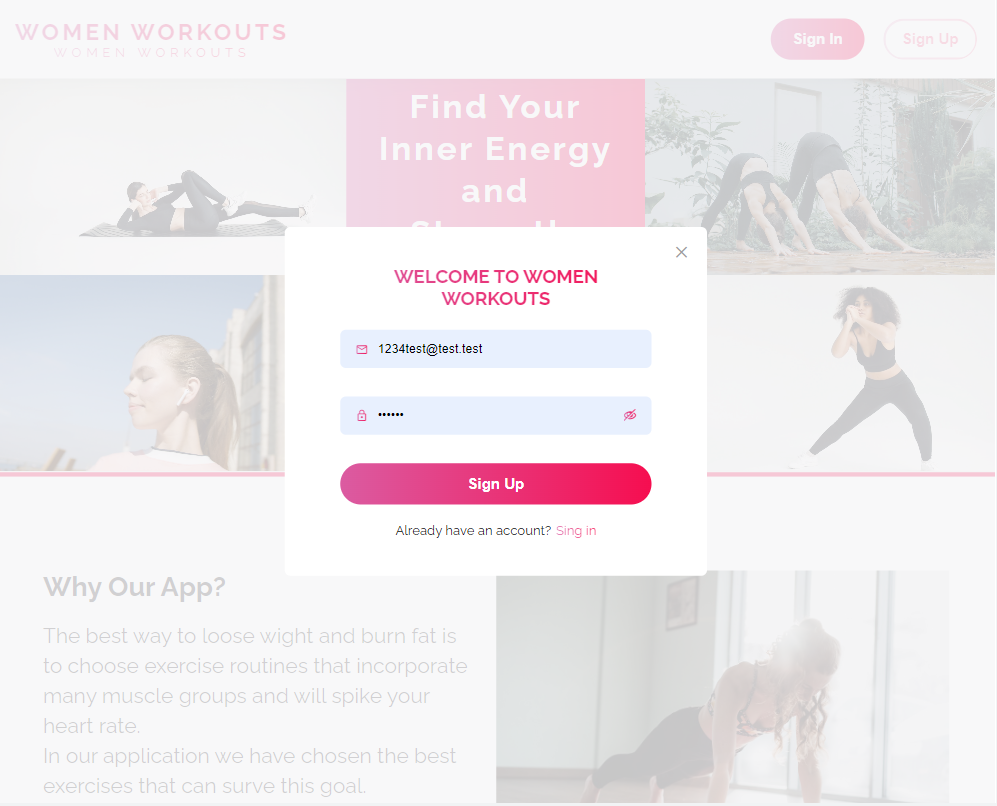 WOMEN WORKOUTS
WOMEN WORKOUTS
Sign In
Sign Up
Find Your
Inner Energy
and
WELCOME TO WOMEN
WORKOUTS
1234test@test.test
••••••
Sign Up
Already have an account? Sing in
Why Our App?
The best way to loose wight and burn fat is
to choose exercise routines that incorporate
many muscle groups and will spike your
heart rate.
In our application we have chosen the best
exercises that can surve this goal.